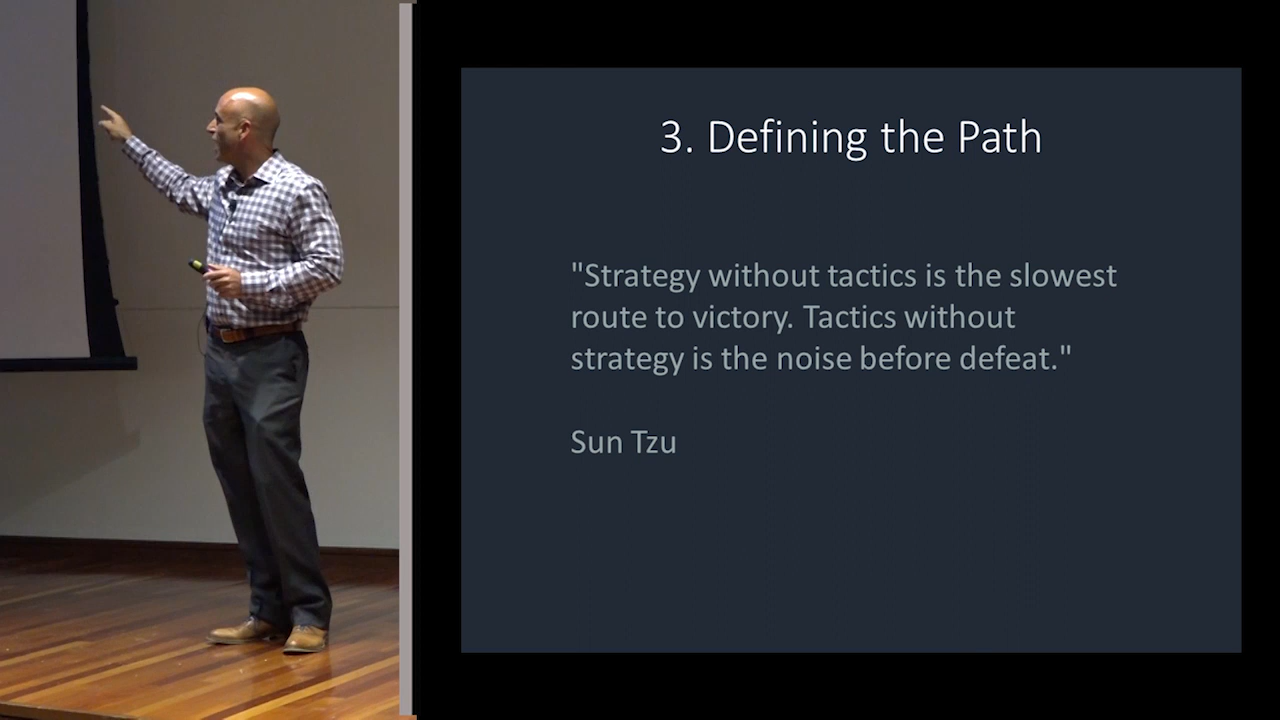 3. Defining the Path
"Strategy without tactics is the slowest
route to victory. Tactics without
strategy is the noise before defeat."
Sun Tzu